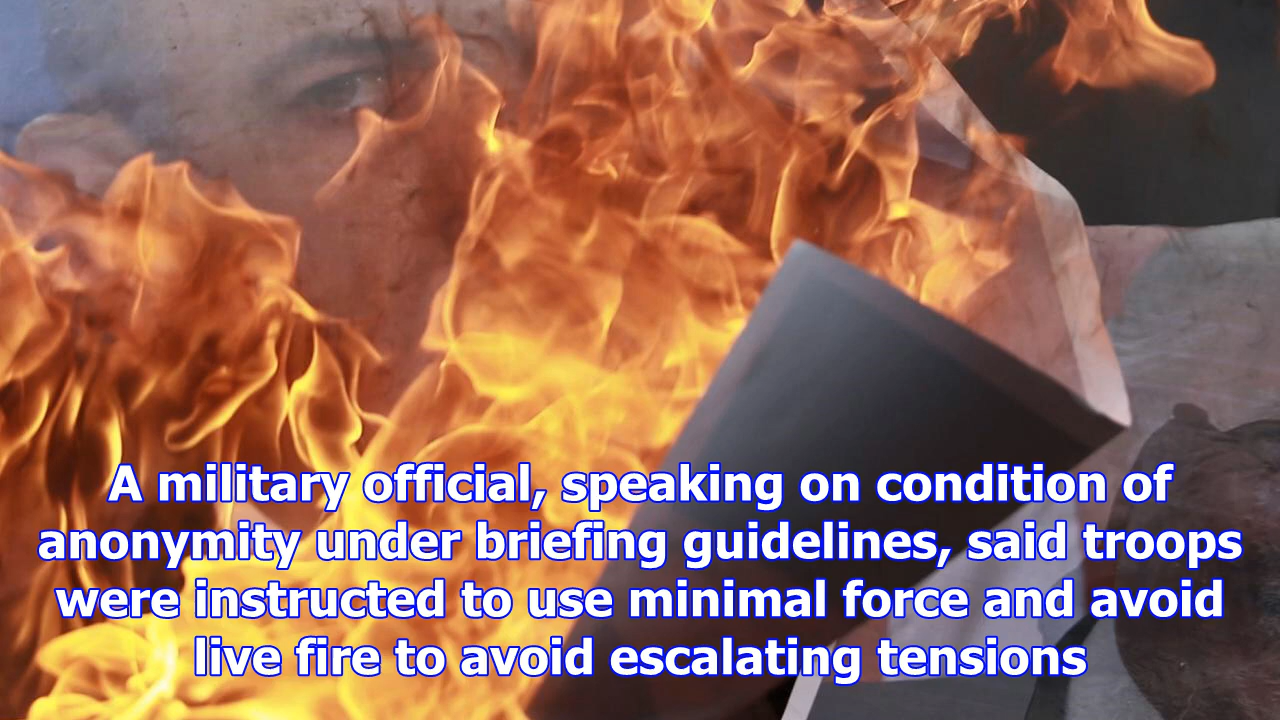 A military official, speaking on condition of
anonymity under briefing guidelines, said troops
were instructed to use minimal force and avoid
live fire to avoid escalating tensions